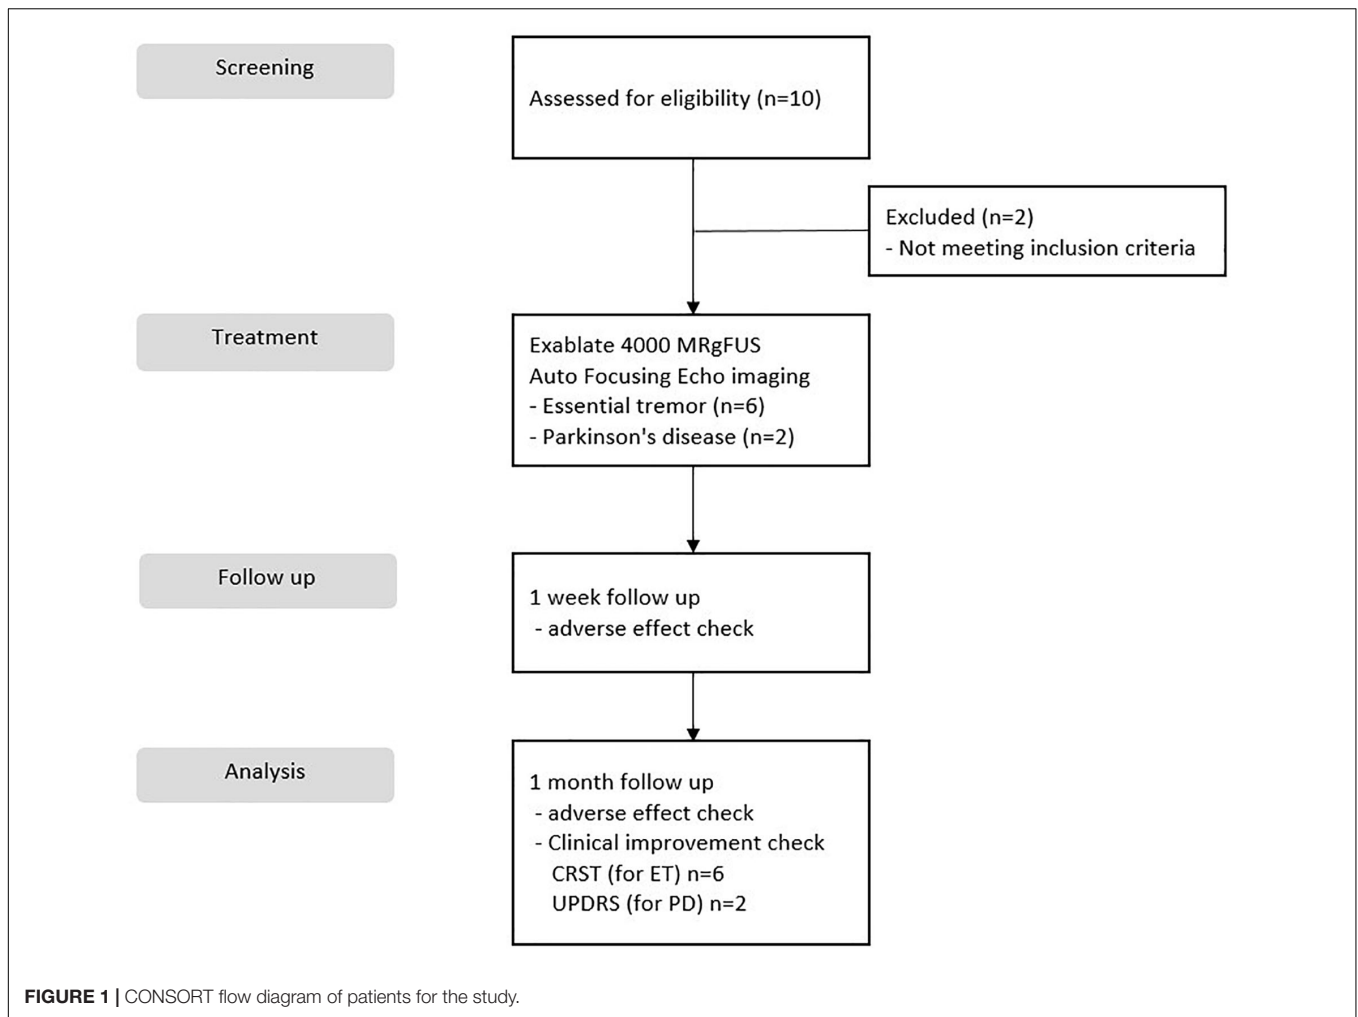 Screening
Assessed for eligibility (n=10)
Excluded (n=2)
- Not meeting inclusion criteria
Treatment
Exablate 4000 MRgFUS
Auto Focusing Echo imaging
- Essential tremor (n=6)
- Parkinson's disease (n=2)
Follow up
1 week follow up
- adverse effect check
Analysis
1 month follow up
- adverse effect check
- Clinical improvement check
CRST (for ET) n=6
UPDRS (for PD) n=2
FIGURE 1 | CONSORT flow diagram of patients for the study.